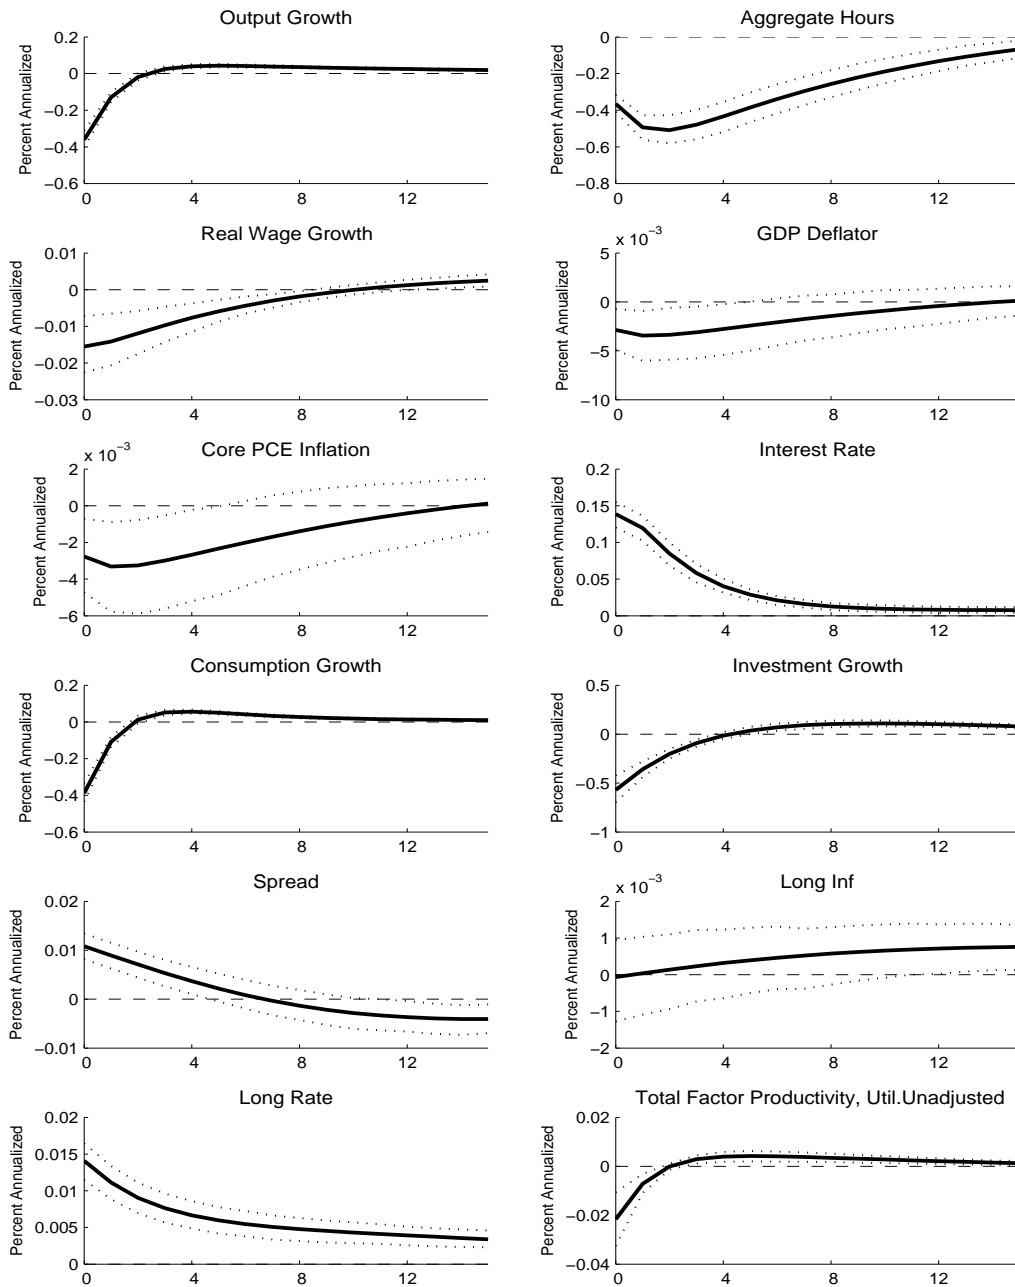 Output Growth
Percent Annualized
0.2
0
−0.2
−0.4
−0.6
0 4 8 12
Aggregate Hours
Percent Annualized
0
−0.2
−0.4
−0.6
−0.8
0 4 8 12
Real Wage Growth
Percent Annualized
0.01
0
−0.01
−0.02
−0.03
0 4 8 12
GDP Deflator
x 10−3
Percent Annualized
5
0
−5
−10
0 4 8 12
Core PCE Inflation
x 10−3
Percent Annualized
2
0
−2
−4
−6
0 4 8 12
Interest Rate
Percent Annualized
0.2
0.15
0.1
0.05
0
0 4 8 12
Consumption Growth
Percent Annualized
0.2
0
−0.2
−0.4
−0.6
0 4 8 12
Investment Growth
Percent Annualized
0.5
0
−0.5
−1
0 4 8 12
Spread
Percent Annualized
0.02
0.01
0
−0.01
0 4 8 12
Long Inf
x 10−3
Percent Annualized
2
1
0
−1
−2
0 4 8 12
Long Rate
Percent Annualized
0.02
0.015
0.01
0.005
0
0 4 8 12
Total Factor Productivity, Util.Unadjusted
Percent Annualized
0.02
0
−0.02
−0.04
0 4 8 12